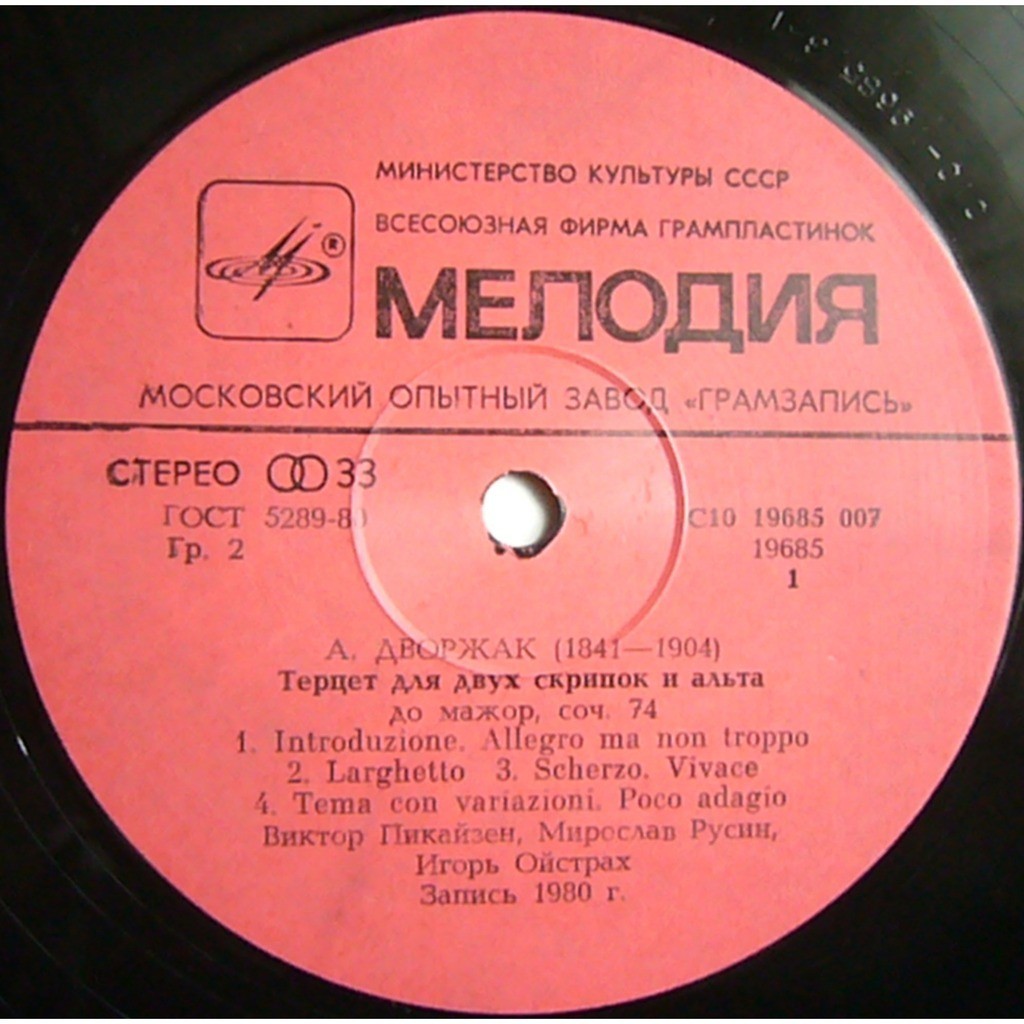 МИНИСТЕРСТВО КУЛЬТУРЫ СССР
ВСЕСОЮЗНАЯ ФИРМА ГРАМПЛАСТИНОК
®
МЕЛОДИЯ
МОСКОВСКИЙ ОПЫТНЫЙ ЗАВОД «ГРАМЗАПИСЬ»
СТЕРЕО 33
ГОСТ 5289-80 С10 19685 007
Гр. 2 19685
1
А. ДВОРЖАК (1841—1904)
Терцет для двух скрипок и альта
до мажор, соч. 74
1. Introduzione. Allegro ma non troppo
2. Larghetto 3. Scherzo. Vivace
4. Tema con variazioni. Poco adagio
Виктор Пикайзен, Мирослав Русин,
Игорь Ойстрах
Запись 1980 г.